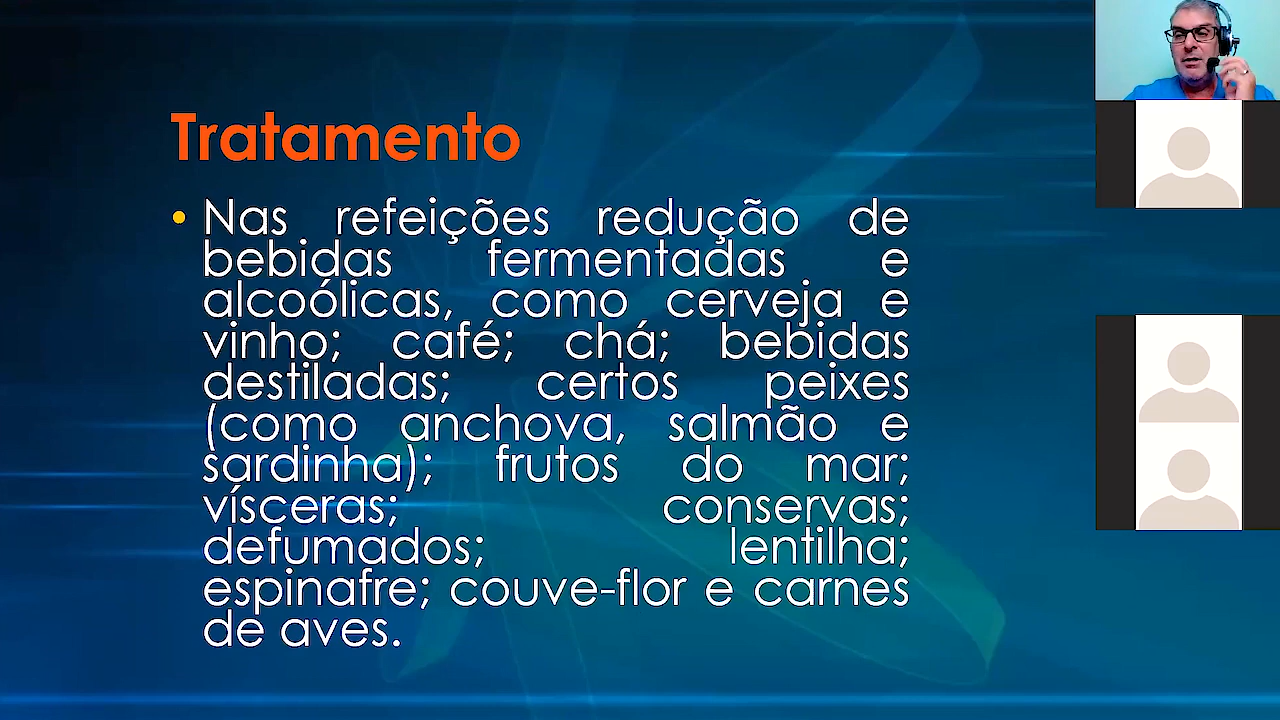 Tratamento
• Nas refeições redução de
bebidas fermentadas e
alcoólicas, como cerveja e
vinho; café; chá; bebidas
destiladas; certos peixes
(como anchova, salmão e
sardinha); frutos do mar;
vísceras; conservas;
defumados; lentilha;
espinafre; couve-flor e carnes
de aves.